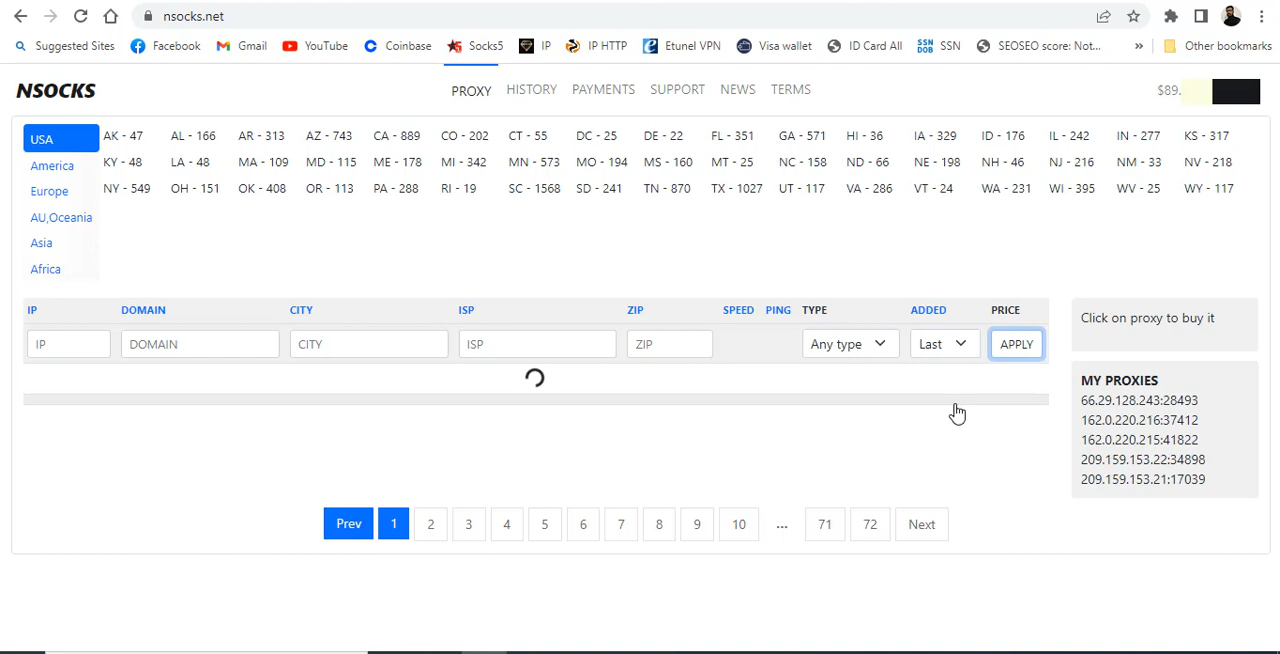 nsocks.net
Suggested Sites Facebook Gmail YouTube Coinbase Socks5 IP IP HTTP Etunel VPN Visa wallet ID Card All SSN DOB SSN SEOSEO score: Not... » Other bookmarks
NSOCKS PROXY HISTORY PAYMENTS SUPPORT NEWS TERMS $89.
USA AK - 47 AL - 166 AR - 313 AZ - 743 CA - 889 CO - 202 CT - 55 DC - 25 DE - 22 FL - 351 GA - 571 HI - 36 IA - 329 ID - 176 IL - 242 IN - 277 KS - 317
America KY - 48 LA - 48 MA - 109 MD - 115 ME - 178 MI - 342 MN - 573 MO - 194 MS - 160 MT - 25 NC - 158 ND - 66 NE - 198 NH - 46 NJ - 216 NM - 33 NV - 218
Europe NY - 549 OH - 151 OK - 408 OR - 113 PA - 288 RI - 19 SC - 1568 SD - 241 TN - 870 TX - 1027 UT - 117 VA - 286 VT - 24 WA - 231 WI - 395 WV - 25 WY - 117
AU,Oceania
Asia
Africa
IP DOMAIN CITY ISP ZIP SPEED PING TYPE ADDED PRICE
IP DOMAIN CITY ISP ZIP Any type Last APPLY
Click on proxy to buy it
MY PROXIES
66.29.128.243:28493
162.0.220.216:37412
162.0.220.215:41822
209.159.153.22:34898
209.159.153.21:17039
Prev 1 2 3 4 5 6 7 8 9 10 ... 71 72 Next